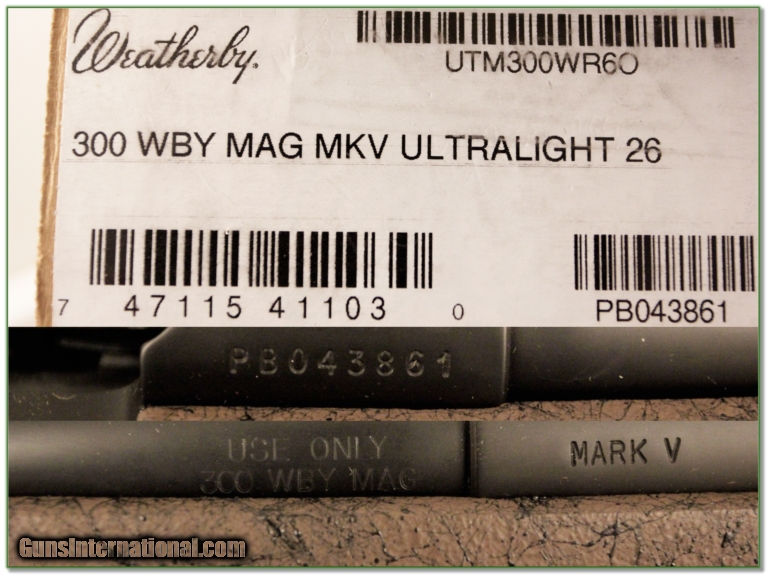 Weatherby.
UTM300WR6O
300 WBY MAG MKV ULTRALIGHT 26
7 47115 41103 0
PB043861
PB043861
USE ONLY
300 WBY MAG
MARK V
GunsInternational.com